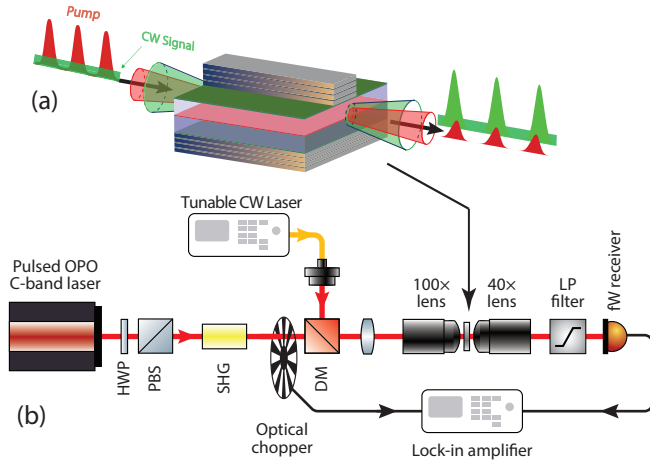 Pump
CW Signal
(a)
Tunable CW Laser
Pulsed OPO
C-band laser
100×
lens
40×
lens
LP
filter
fW receiver
HWP
PBS
SHG
DM
(b)
Optical
chopper
Lock-in amplifier